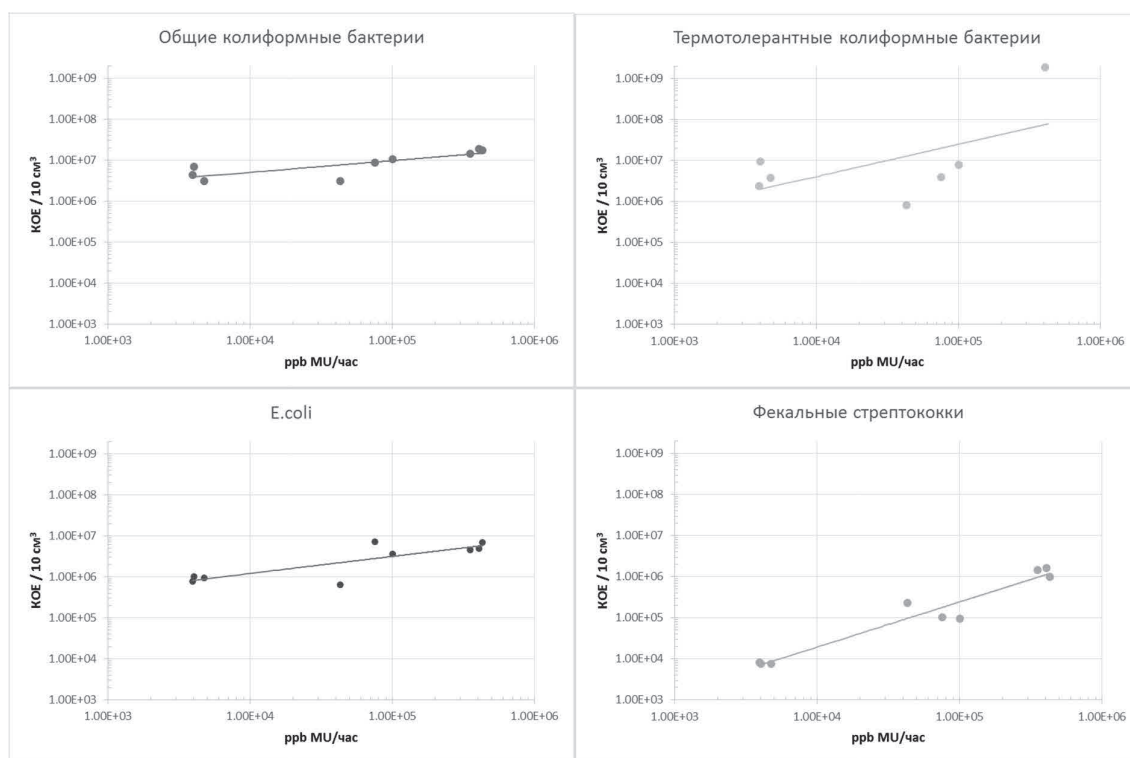 Общие колиформные бактерии
КОЕ / 10 см³
1.00E+09
1.00E+08
1.00E+07
1.00E+06
1.00E+05
1.00E+04
1.00E+03
1.00E+03 1.00E+04 1.00E+05 1.00E+06
ppb MU/час
Термотолерантные колиформные бактерии
КОЕ / 10 см³
1.00E+09
1.00E+08
1.00E+07
1.00E+06
1.00E+05
1.00E+04
1.00E+03
1.00E+03 1.00E+04 1.00E+05 1.00E+06
ppb MU/час
E.coli
КОЕ / 10 см³
1.00E+09
1.00E+08
1.00E+07
1.00E+06
1.00E+05
1.00E+04
1.00E+03
1.00E+03 1.00E+04 1.00E+05 1.00E+06
ppb MU/час
Фекальные стрептококки
КОЕ / 10 см³
1.00E+09
1.00E+08
1.00E+07
1.00E+06
1.00E+05
1.00E+04
1.00E+03
1.00E+03 1.00E+04 1.00E+05 1.00E+06
ppb MU/час